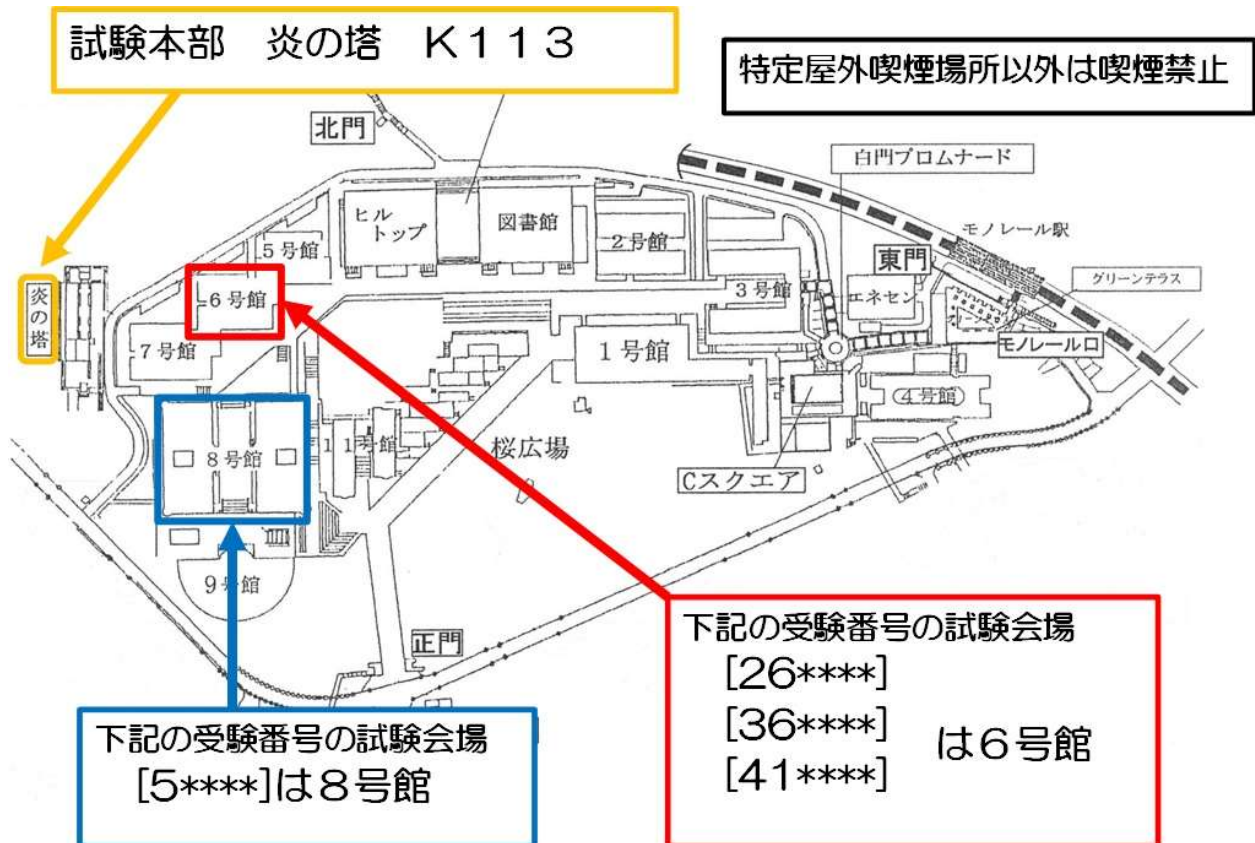 試験本部　炎の塔　K113
特定屋外喫煙場所以外は喫煙禁止
北門
白門プロムナード
ヒル
トップ
図書館
モノレール駅
5号館
2号館
東門
グリーンテラス
炎の塔
6号館
3号館
エネセン
7号館
1号館
モノレール口
4号館
8号館
11号館
桜広場
Cスクエア
9号館
正門
下記の受験番号の試験会場
[26****]
[36****]
は6号館
[41****]
下記の受験番号の試験会場
[5****]は8号館